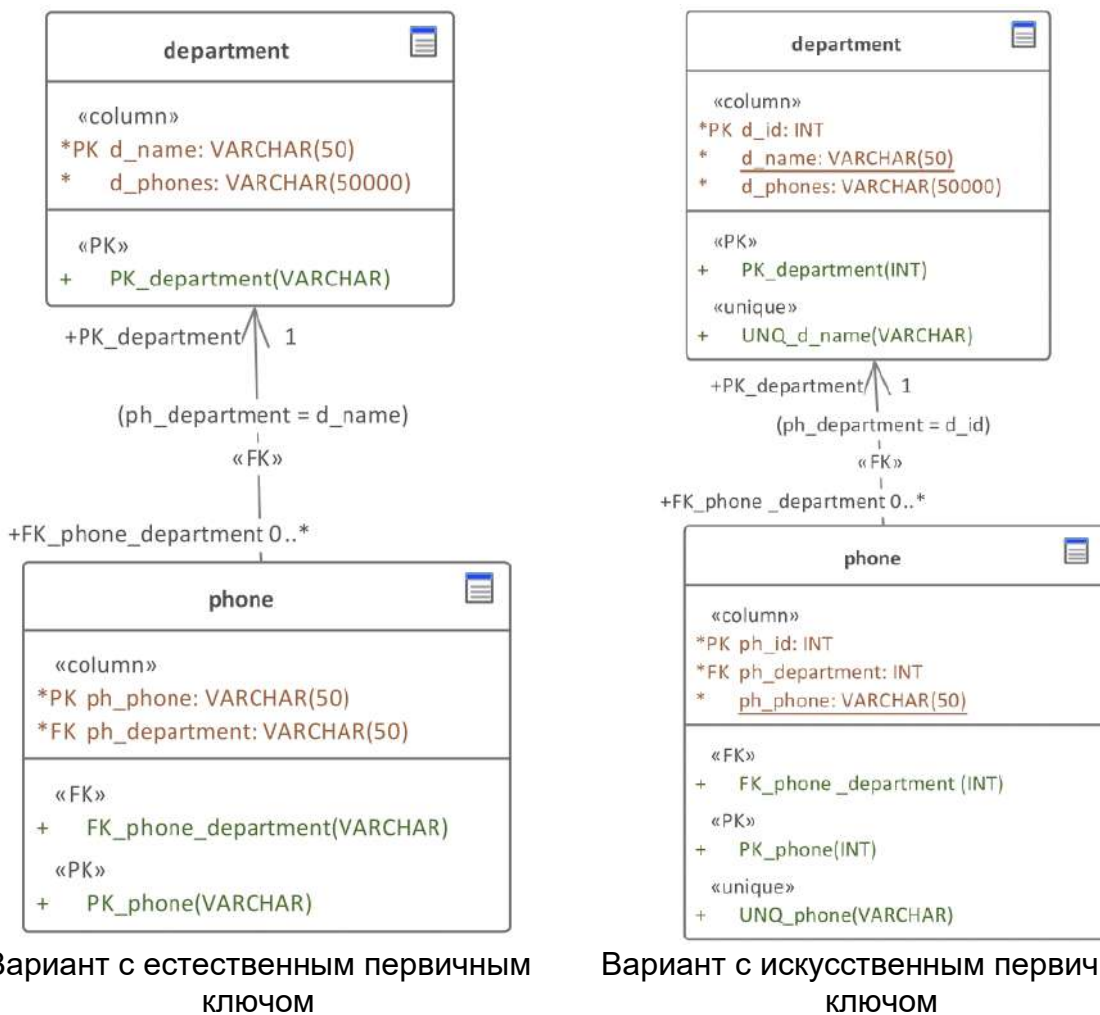 department
«column»
*PK d_name: VARCHAR(50)
* d_phones: VARCHAR(50000)
«PK»
+ PK_department(VARCHAR)
+PK_department 1
(ph_department = d_name)
«FK»
+FK_phone_department 0..*
phone
«column»
*PK ph_phone: VARCHAR(50)
*FK ph_department: VARCHAR(50)
«FK»
+ FK_phone_department(VARCHAR)
«PK»
+ PK_phone(VARCHAR)
Вариант с естественным первичным
ключом
department
«column»
*PK d_id: INT
* d_name: VARCHAR(50)
* d_phones: VARCHAR(50000)
«PK»
+ PK_department(INT)
«unique»
+ UNQ_d_name(VARCHAR)
+PK_department 1
(ph_department = d_id)
«FK»
+FK_phone _department 0..*
phone
«column»
*PK ph_id: INT
*FK ph_department: INT
* ph_phone: VARCHAR(50)
«FK»
+ FK_phone _department (INT)
«PK»
+ PK_phone(INT)
«unique»
+ UNQ_phone(VARCHAR)
Вариант с искусственным первич
ключом